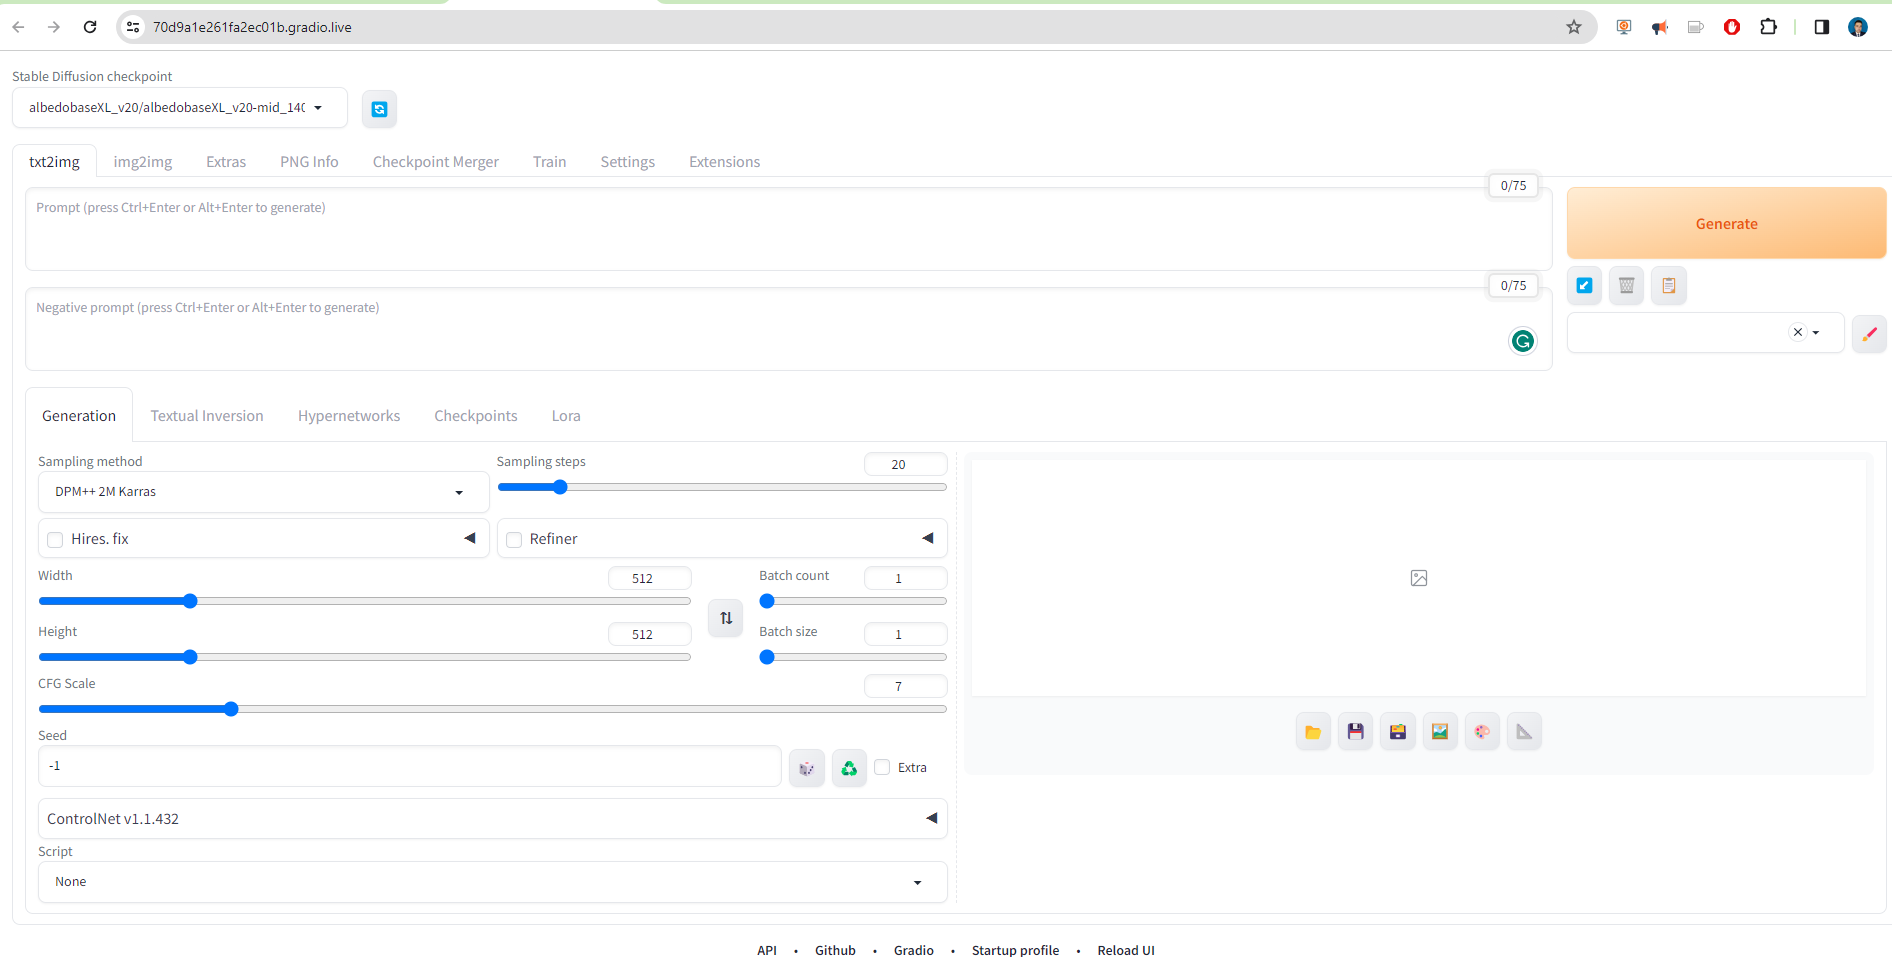 70d9a1e261fa2ec01b.gradio.live
Stable Diffusion checkpoint
albedobaseXL_v20/albedobaseXL_v20-mid_140
txt2img img2img Extras PNG Info Checkpoint Merger Train Settings Extensions
0/75
Prompt (press Ctrl+Enter or Alt+Enter to generate)
Generate
0/75
Negative prompt (press Ctrl+Enter or Alt+Enter to generate)
Generation Textual Inversion Hypernetworks Checkpoints Lora
Sampling method Sampling steps 20
DPM++ 2M Karras
Hires. fix Refiner
Width 512 Batch count 1
Height 512 Batch size 1
CFG Scale 7
Seed
-1
Extra
ControlNet v1.1.432
Script
None
API • Github • Gradio • Startup profile • Reload UI